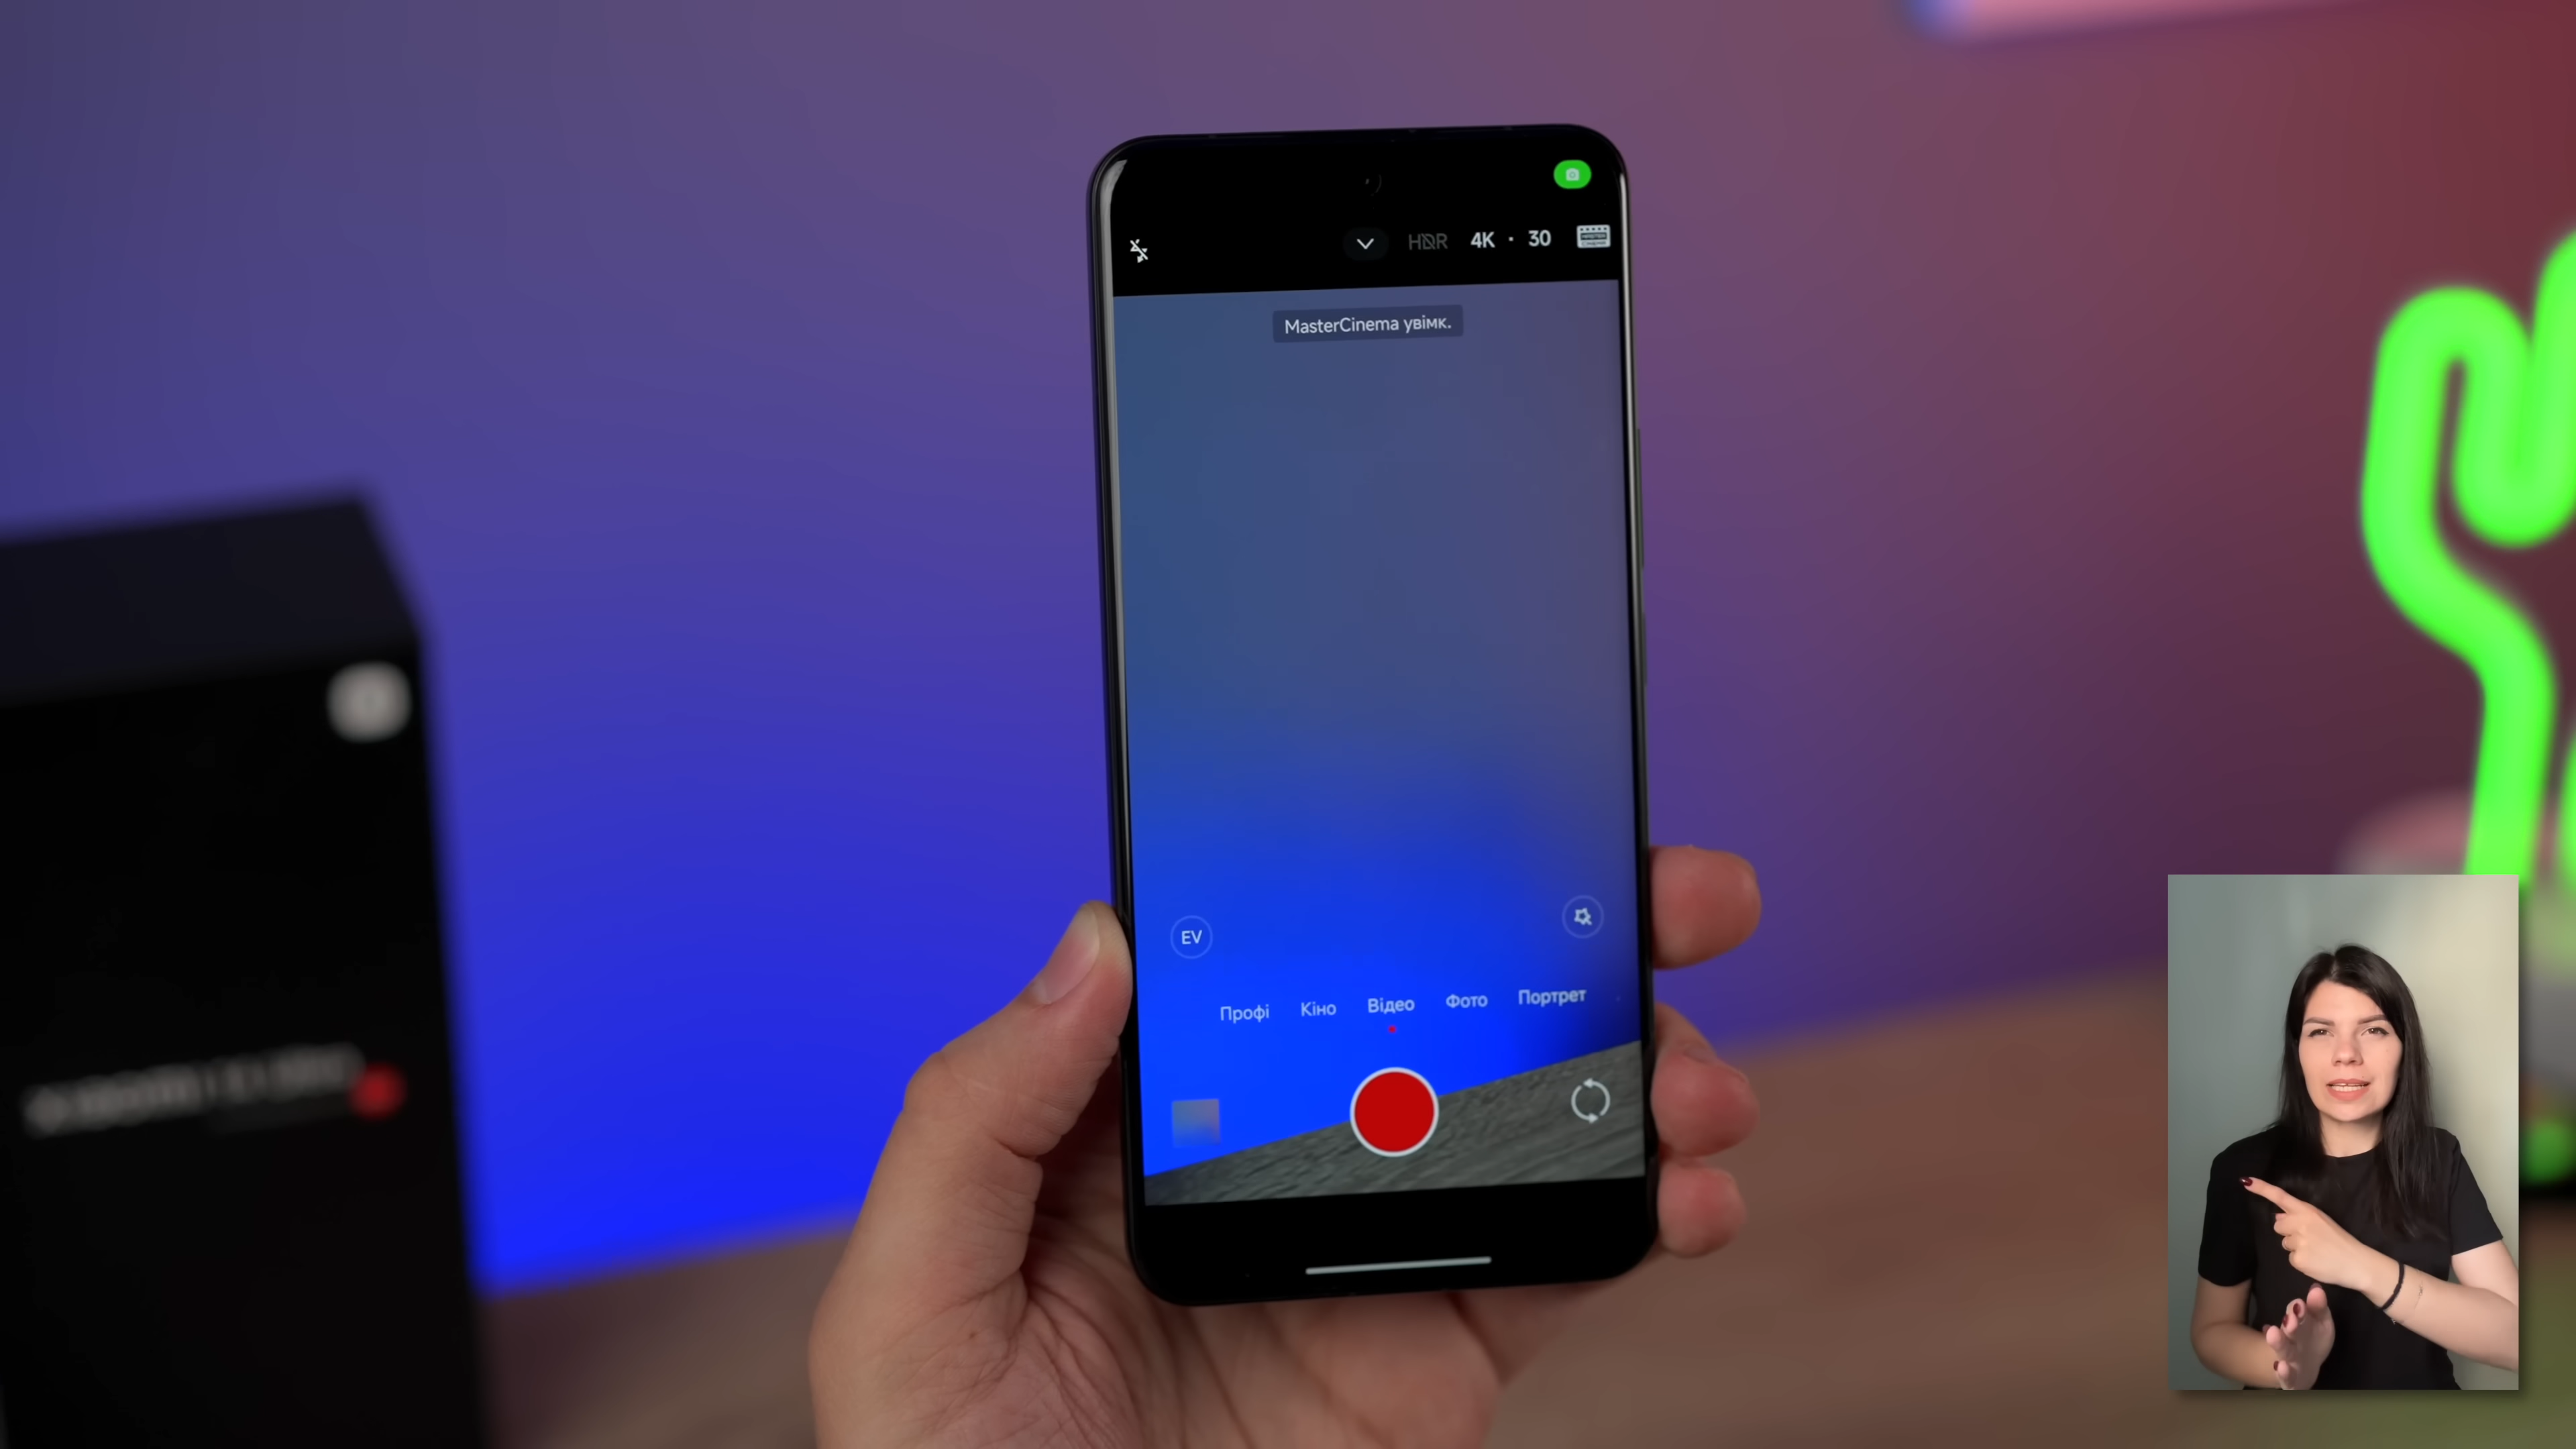 HDR 4K · 30
MasterCinema увімк.
EV
Профі Кіно Відео Фото Портрет